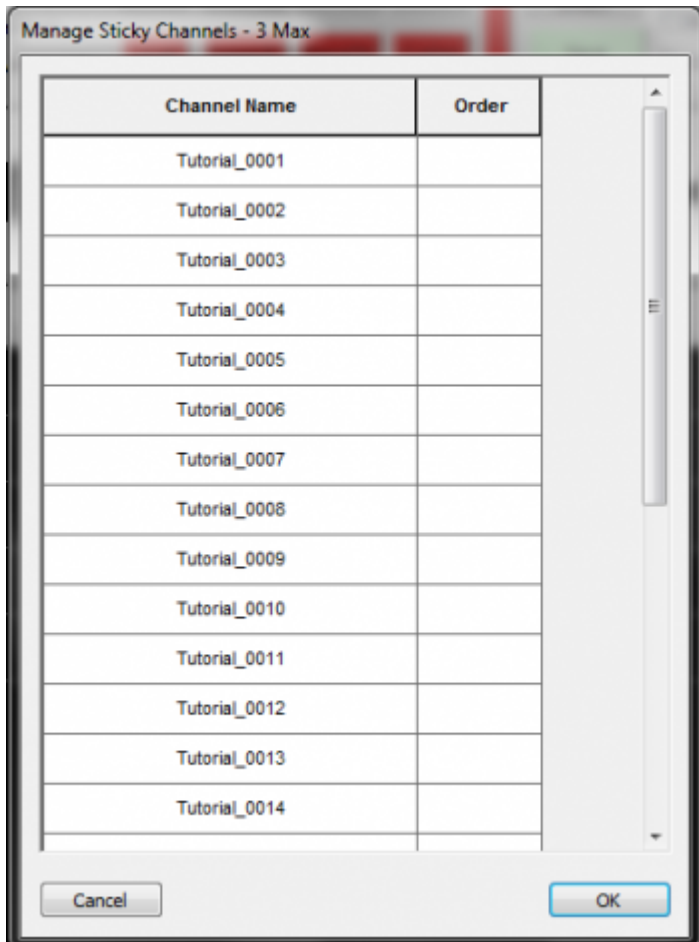 Manage Sticky Channels - 3 Max
Channel Name Order
Tutorial_0001
Tutorial_0002
Tutorial_0003
Tutorial_0004
Tutorial_0005
Tutorial_0006
Tutorial_0007
Tutorial_0008
Tutorial_0009
Tutorial_0010
Tutorial_0011
Tutorial_0012
Tutorial_0013
Tutorial_0014
Cancel OK